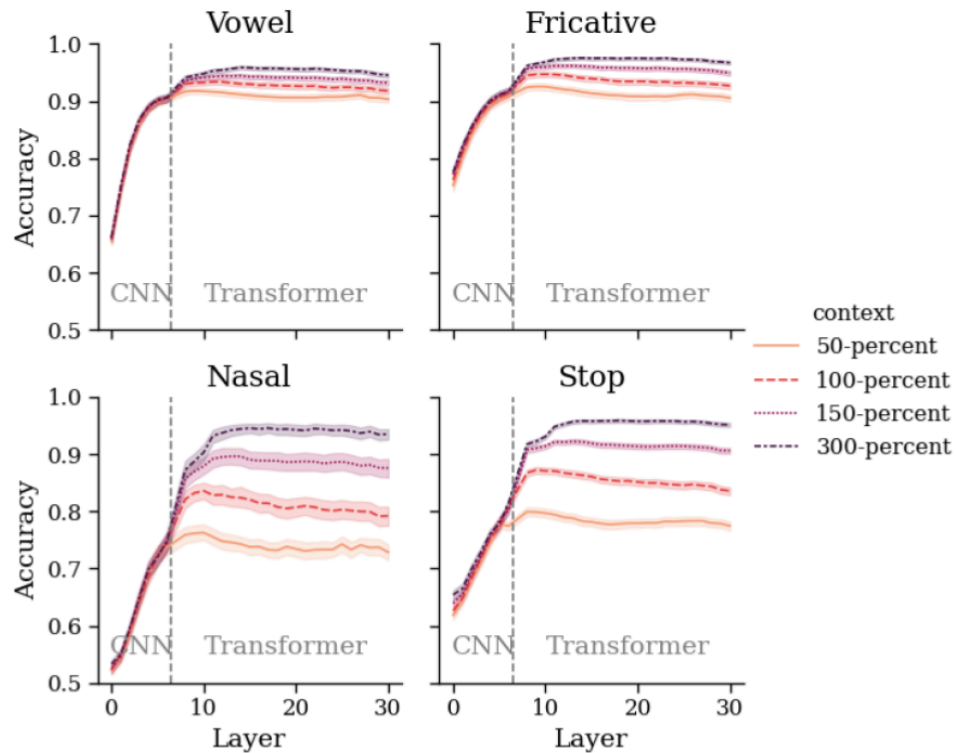 Vowel
Fricative
1.0
0.9
0.8
0.7
0.6
0.5
Accuracy
CNN
Transformer
CNN
Transformer
Nasal
Stop
1.0
0.9
0.8
0.7
0.6
0.5
Accuracy
CNN
Transformer
CNN
Transformer
0 10 20 30
0 10 20 30
Layer
Layer
context
50-percent
100-percent
150-percent
300-percent